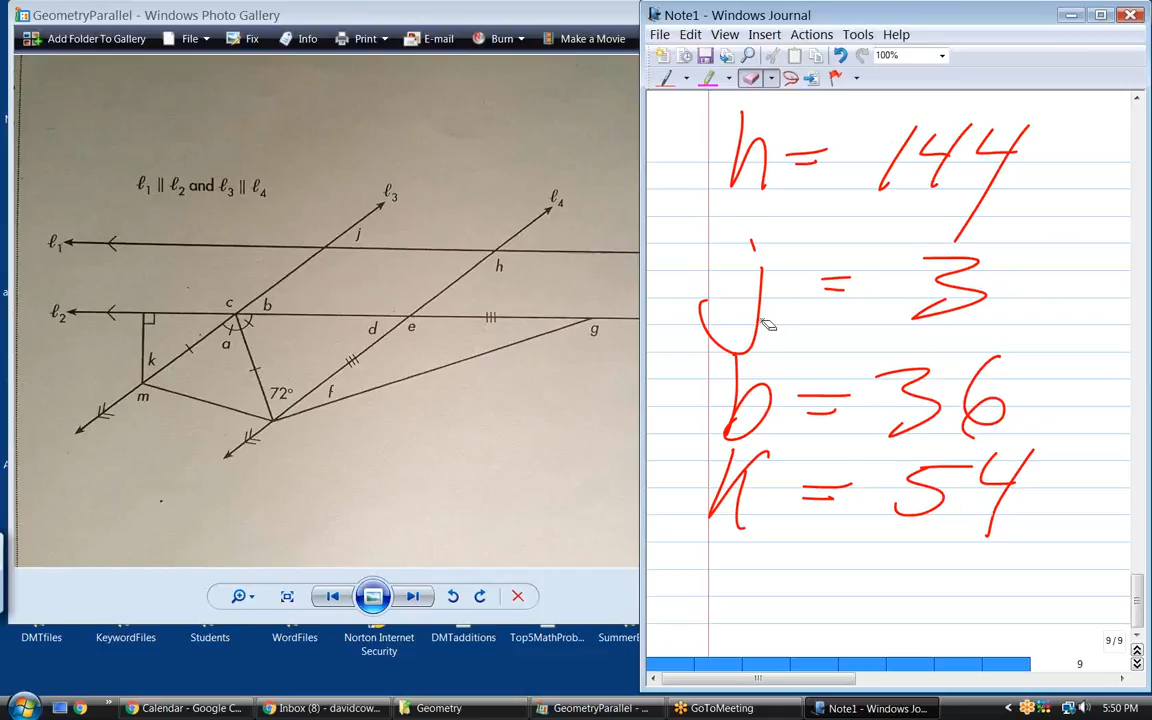 GeometryParallel - Windows Photo Gallery
Add Folder To Gallery File Fix Info Print E-mail Burn Make a Movie
ℓ1 ∥ ℓ2 and ℓ3 ∥ ℓ4
ℓ3
ℓ4
ℓ1
j
h
ℓ2
c
b
d
e
g
a
k
m
72°
f
DMTfiles KeywordFiles Students WordFiles Norton Internet Security DMTadditions Top5MathProb... SummerE
Note1 - Windows Journal
File Edit View Insert Actions Tools Help
100%
h = 144
j = 3
b = 36
K = 54
9 / 9
9
Calendar - Google C... Inbox (8) - davidcow... Geometry GeometryParallel - ... GoToMeeting Note1 - Windows Jo... 5:50 PM